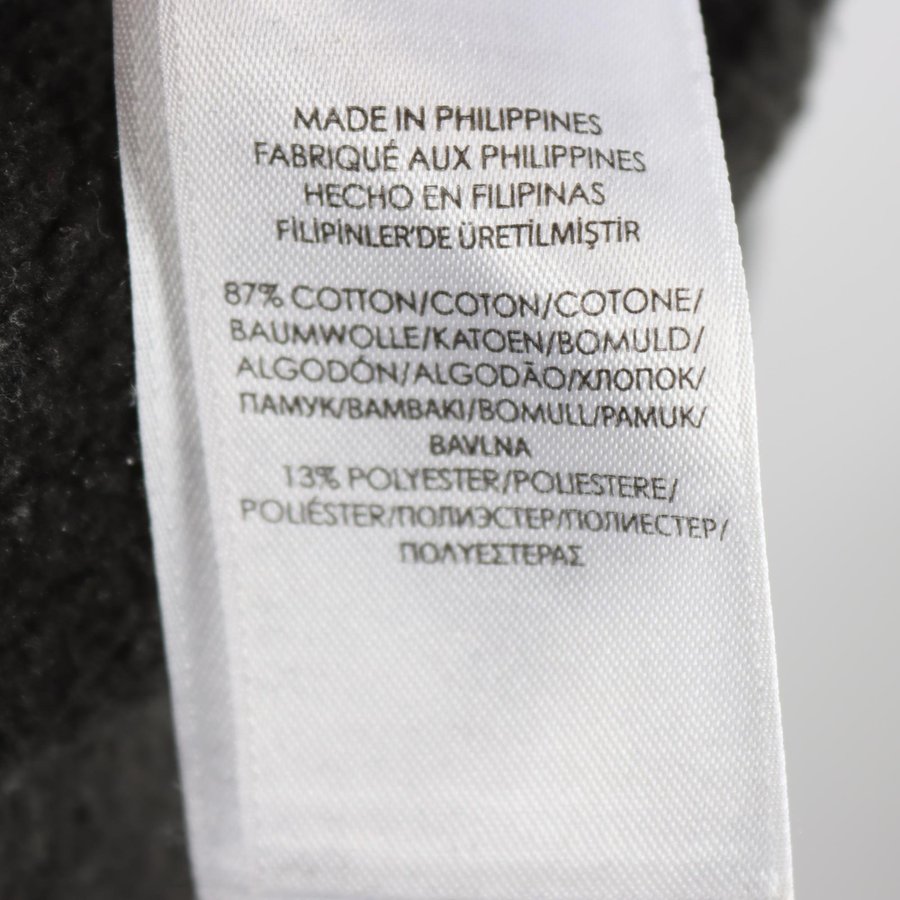 MADE IN PHILIPPINES
FABRIQUÉ AUX PHILIPPINES
HECHO EN FILIPINAS
FİLİPİNLER'DE ÜRETİLMİŞTİR
87% COTTON/COTON/COTONE/
BAUMWOLLE/KATOEN/BOMULD/
ALGODÓN/ALGODÃO/ХЛОПОК/
ПАМУК/ΒΑΜΒΑΚΙ/BOMULL/PAMUK/
BAVLNA
13% POLYESTER/POLIESTERE/
POLIÉSTER/ПОЛИЭСТЕР/ПОЛИЕСТЕР/
ΠΟΛΥΕΣΤΕΡΑΣ